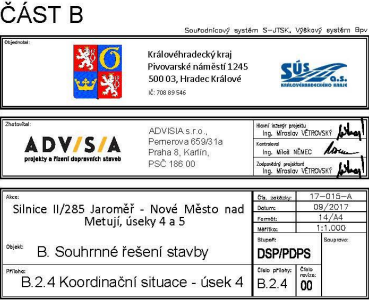 ČÁST B
Souřadnicový systém S-JTSK, Výškový systém Bpv
Objednatel:
Královéhradecký kraj
Pivovarské náměstí 1245
500 03, Hradec Králové
IČ: 708 89 546
SÚS a.s.
KRÁLOVÉHRADECKÉHO KRAJE
Zhotovitel:
ADVISIA
projekty a řízení dopravních staveb
ADVISIA s.r.o.,
Pernerova 659/31a
Praha 8, Karlín,
PSČ 186 00
Hlavní inženýr projektu
Ing. Miroslav VĚTROVSKÝ
Kontroloval
Ing. Miloš NĚMEC
Zodpovědný projektant
Ing. Miroslav VĚTROVSKÝ
Akce:
Silnice II/285 Jaroměř - Nové Město nad
Metují, úseky 4 a 5
Objekt:
B. Souhrnné řešení stavby
Příloha:
B.2.4 Koordinační situace - úsek 4
Čís. zakázky: 17-015-A
Datum: 09/2017
Formát: 14/A4
Měřítko: 1:1.000
Stupeň: Souprava:
DSP/PDPS
Číslo přílohy: Číslo revize:
B.2.4 00